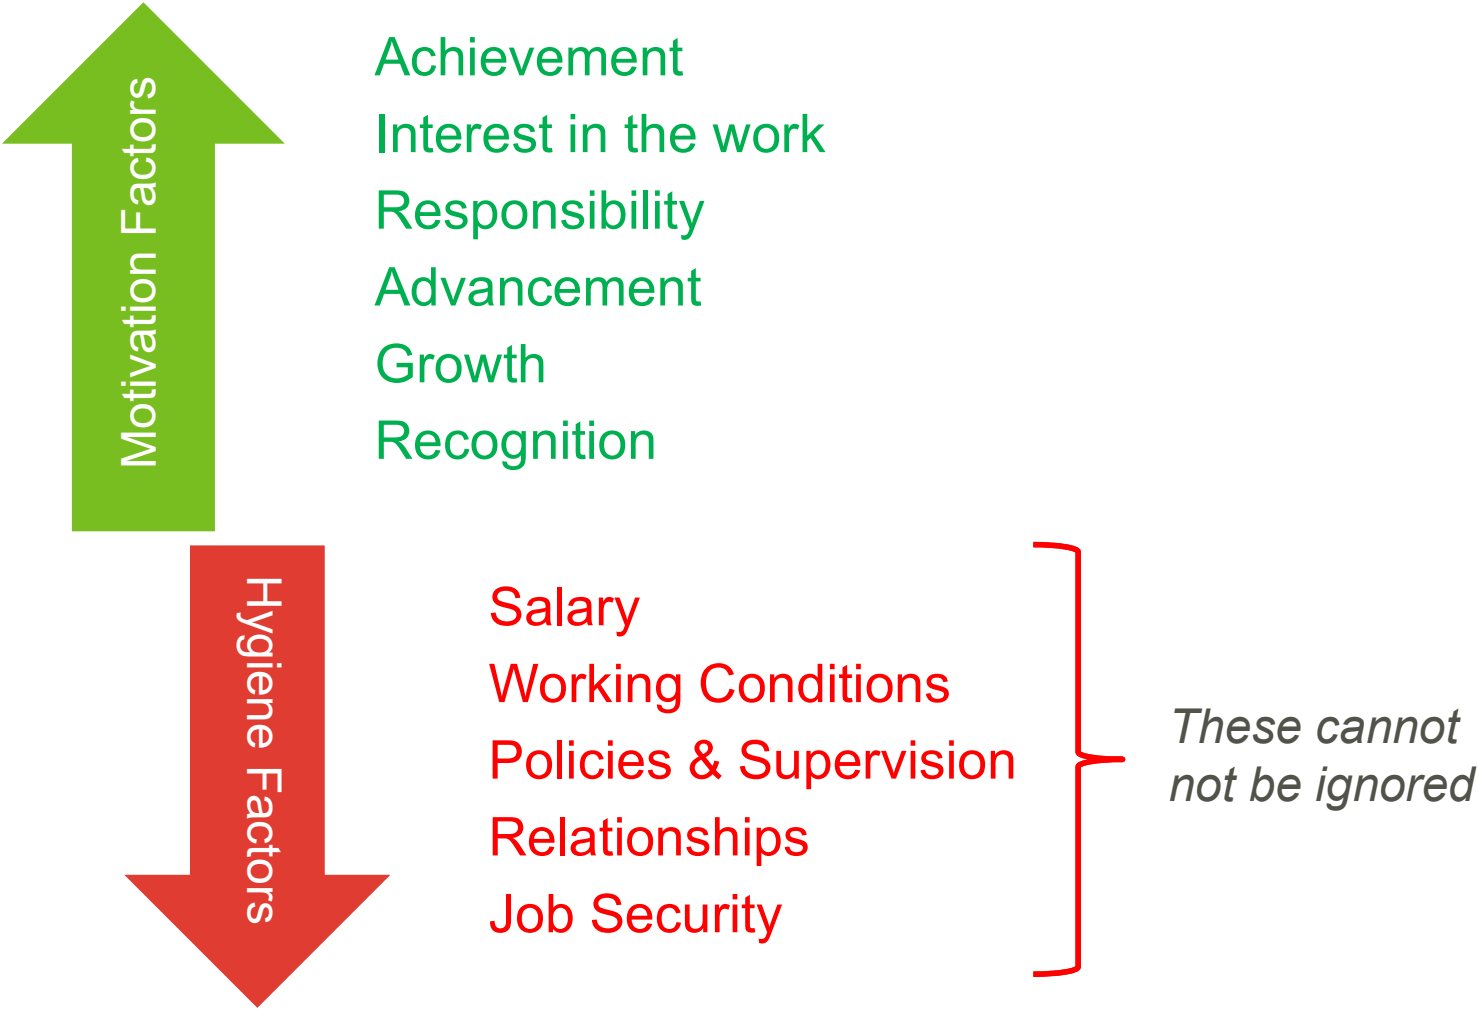 Motivation Factors
Achievement
Interest in the work
Responsibility
Advancement
Growth
Recognition
Hygiene Factors
Salary
Working Conditions
Policies & Supervision
Relationships
Job Security
These cannot
not be ignored